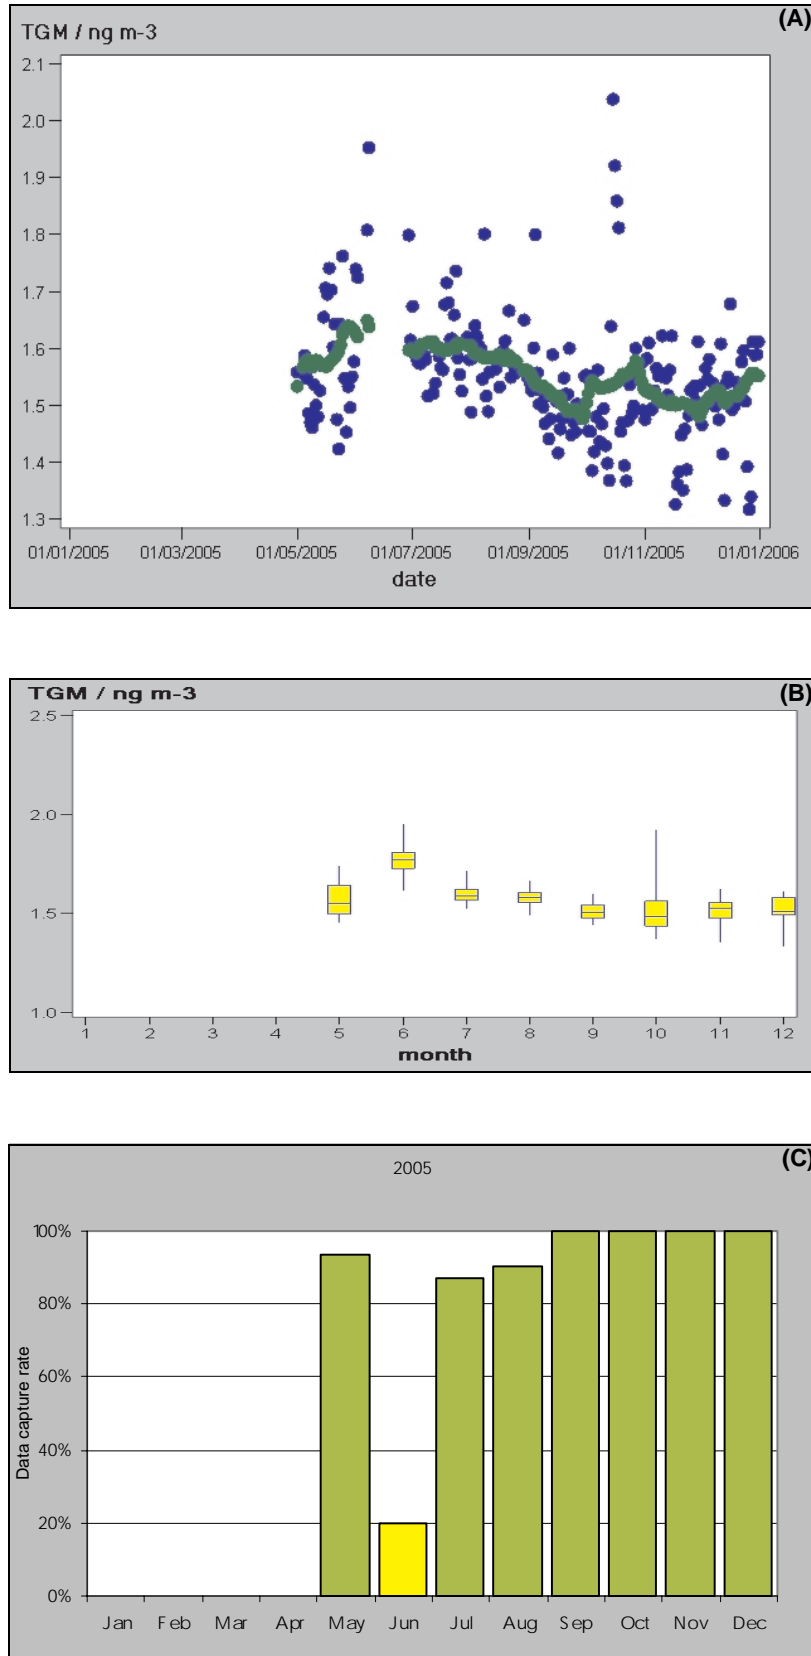 (A)
TGM / ng m-3
2.1
2.0
1.9
1.8
1.7
1.6
1.5
1.4
1.3
01/01/2005 01/03/2005 01/05/2005 01/07/2005 01/09/2005 01/11/2005 01/01/2006
date
TGM / ng m-3
(B)
2.5
2.0
1.5
1.0
1 2 3 4 5 6 7 8 9 10 11 12
month
(C)
2005
100%
80%
60%
40%
20%
0%
Data capture rate
Jan Feb Mar Apr May Jun Jul Aug Sep Oct Nov Dec